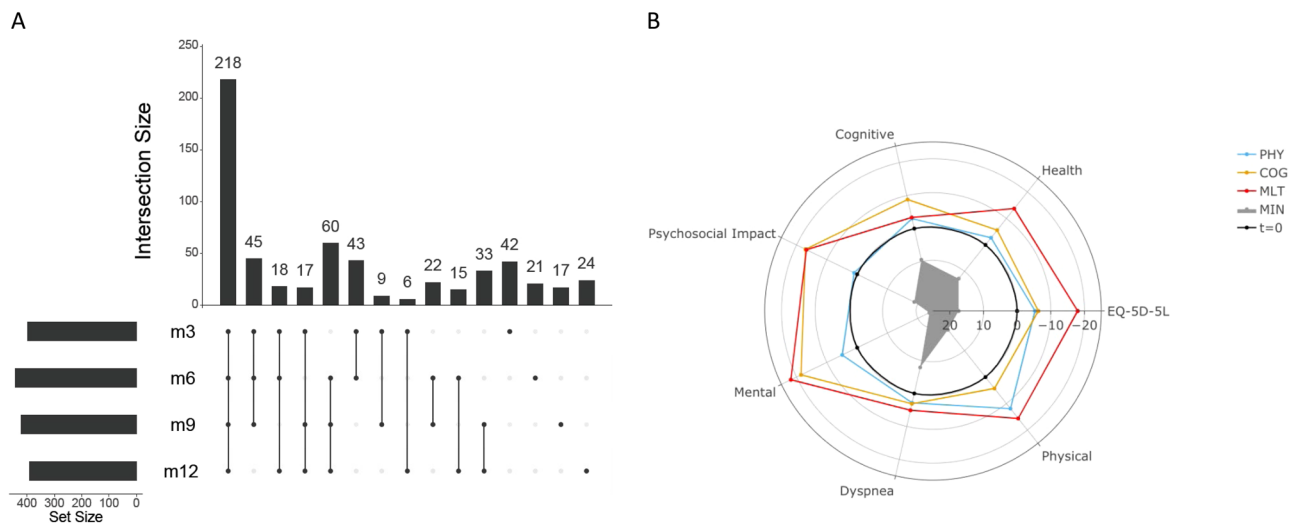 A
B
250
200
150
100
50
0
Intersection Size
218
45
18
17
60
43
9
6
22
15
33
42
21
17
24
m3
m6
m9
m12
400 300 200 100 0
Set Size
Cognitive
Health
Psychosocial Impact
EQ-5D-5L
20 10 0 −10 −20
Mental
Physical
Dyspnea
PHY
COG
MLT
MIN
t=0